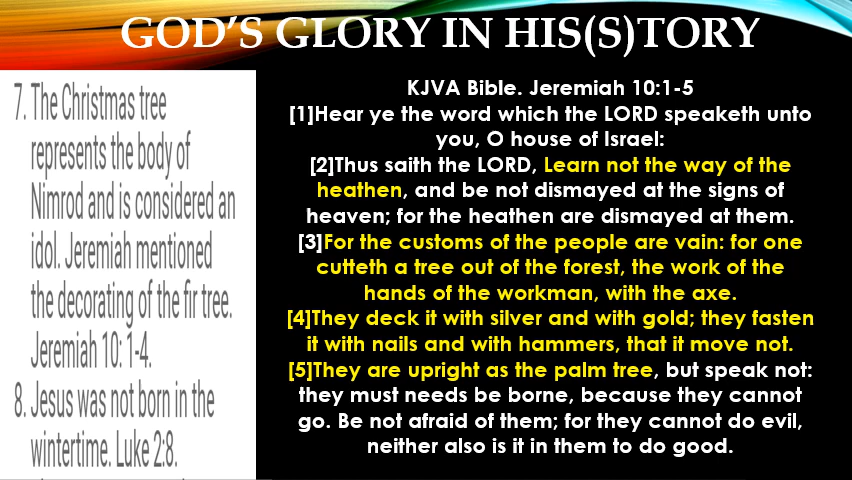 GOD'S GLORY IN HIS(S)TORY
7. The Christmas tree
represents the body of
Nimrod and is considered an
idol. Jeremiah mentioned
the decorating of the fir tree.
Jeremiah 10: 1-4.
8. Jesus was not born in the
wintertime. Luke 2:8.
KJVA Bible. Jeremiah 10:1-5
[1]Hear ye the word which the LORD speaketh unto
you, O house of Israel:
[2]Thus saith the LORD, Learn not the way of the
heathen, and be not dismayed at the signs of
heaven; for the heathen are dismayed at them.
[3]For the customs of the people are vain: for one
cutteth a tree out of the forest, the work of the
hands of the workman, with the axe.
[4]They deck it with silver and with gold; they fasten
it with nails and with hammers, that it move not.
[5]They are upright as the palm tree, but speak not:
they must needs be borne, because they cannot
go. Be not afraid of them; for they cannot do evil,
neither also is it in them to do good.